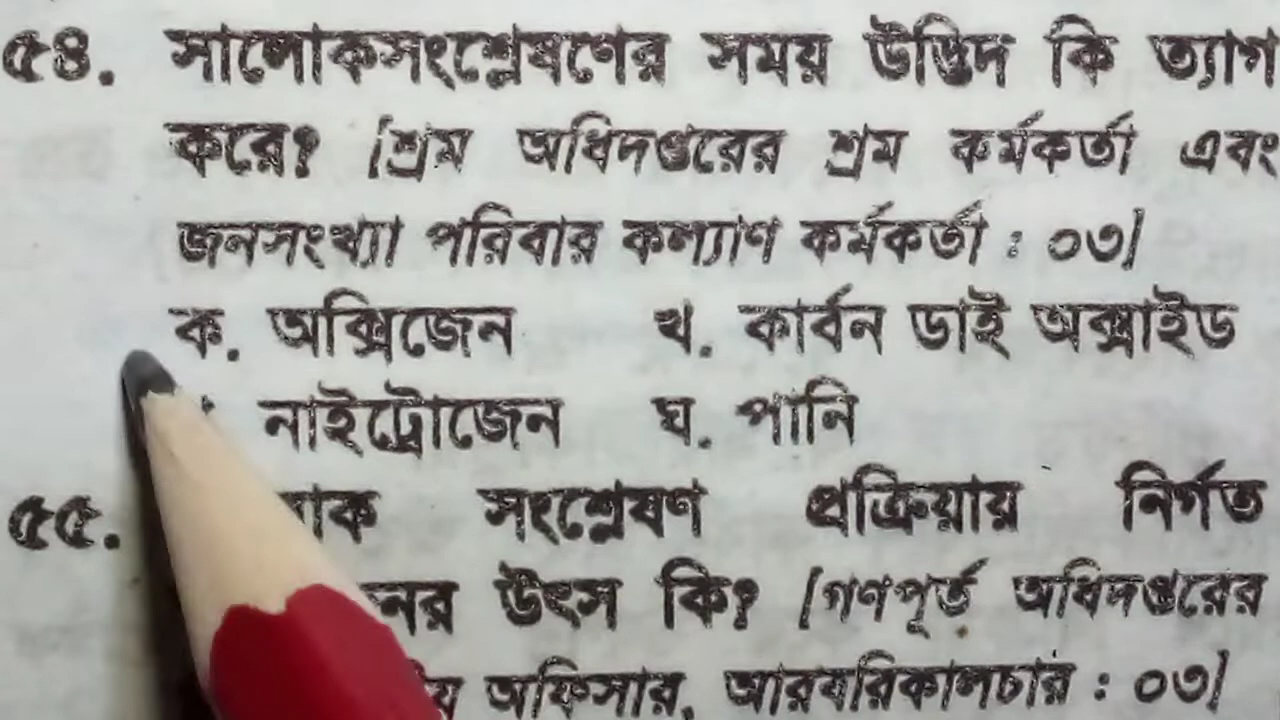 ৫৪. সালোকসংশ্লেষণের সময় উদ্ভিদ কি ত্যাগ
করে? [শ্রম অধিদপ্তরের শ্রম কর্মকর্তা এবং
জনসংখ্যা পরিবার কল্যাণ কর্মকর্তা : ০৩]
ক. অক্সিজেন খ. কার্বন ডাই অক্সাইড
নাইট্রোজেন ঘ. পানি
৫৫. সংশ্লেষণ প্রক্রিয়ায় নির্গত
উৎস কি? [গণপূর্ত অধিদপ্তরের
অফিসার, আরবরিকালচার : ০৩]